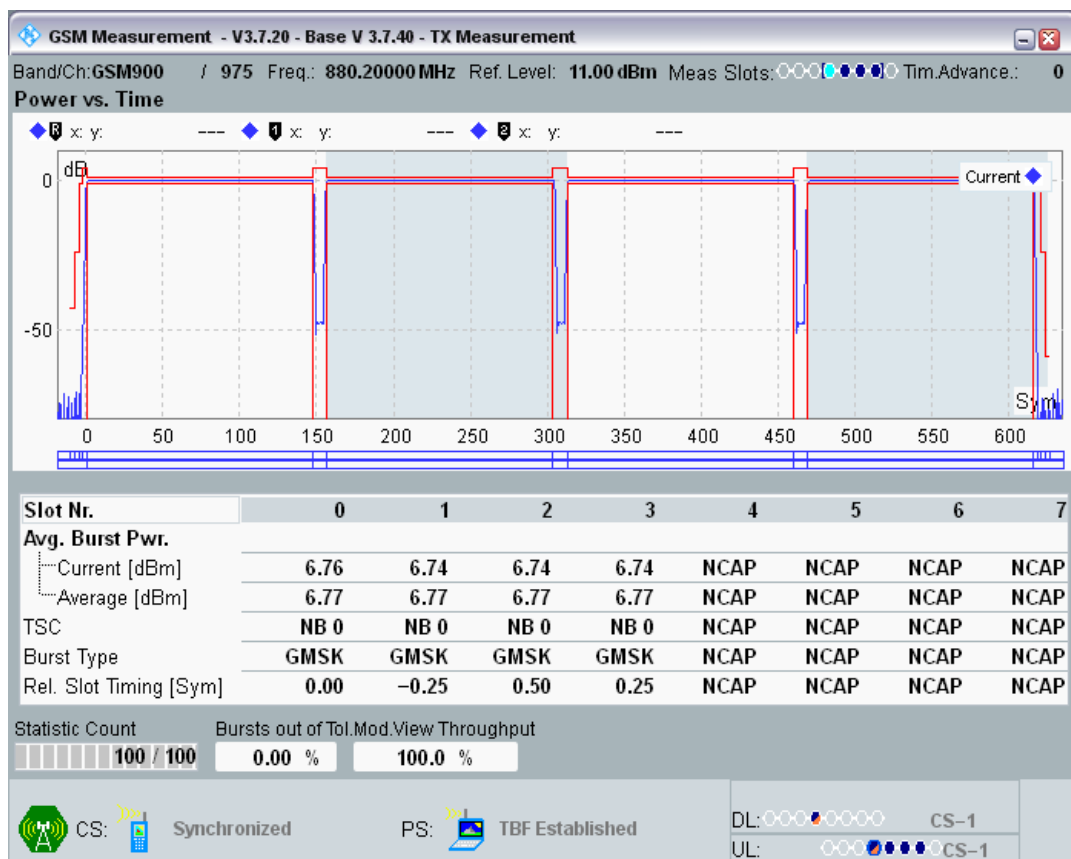 GSM Measurement - V3.7.20 - Base V 3.7.40 - TX Measurement
Band/Ch:GSM900 / 975 Freq.: 880.20000 MHz Ref. Level: 11.00 dBm Meas Slots: Tim.Advance.: 0
Power vs. Time
R x: y: --- 1 x: y: --- 2 x: y: ---
dB
Current
0
-50
Sym
0 50 100 150 200 250 300 350 400 450 500 550 600
Slot Nr. 0 1 2 3 4 5 6 7
Avg. Burst Pwr.
Current [dBm] 6.76 6.74 6.74 6.74 NCAP NCAP NCAP NCAP
Average [dBm] 6.77 6.77 6.77 6.77 NCAP NCAP NCAP NCAP
TSC NB 0 NB 0 NB 0 NB 0 NCAP NCAP NCAP NCAP
Burst Type GMSK GMSK GMSK GMSK NCAP NCAP NCAP NCAP
Rel. Slot Timing [Sym] 0.00 −0.25 0.50 0.25 NCAP NCAP NCAP NCAP
Statistic Count Bursts out of Tol. Mod.View Throughput
100 / 100 0.00 % 100.0 %
CS: Synchronized PS: TBF Established
DL: CS−1
UL: CS−1